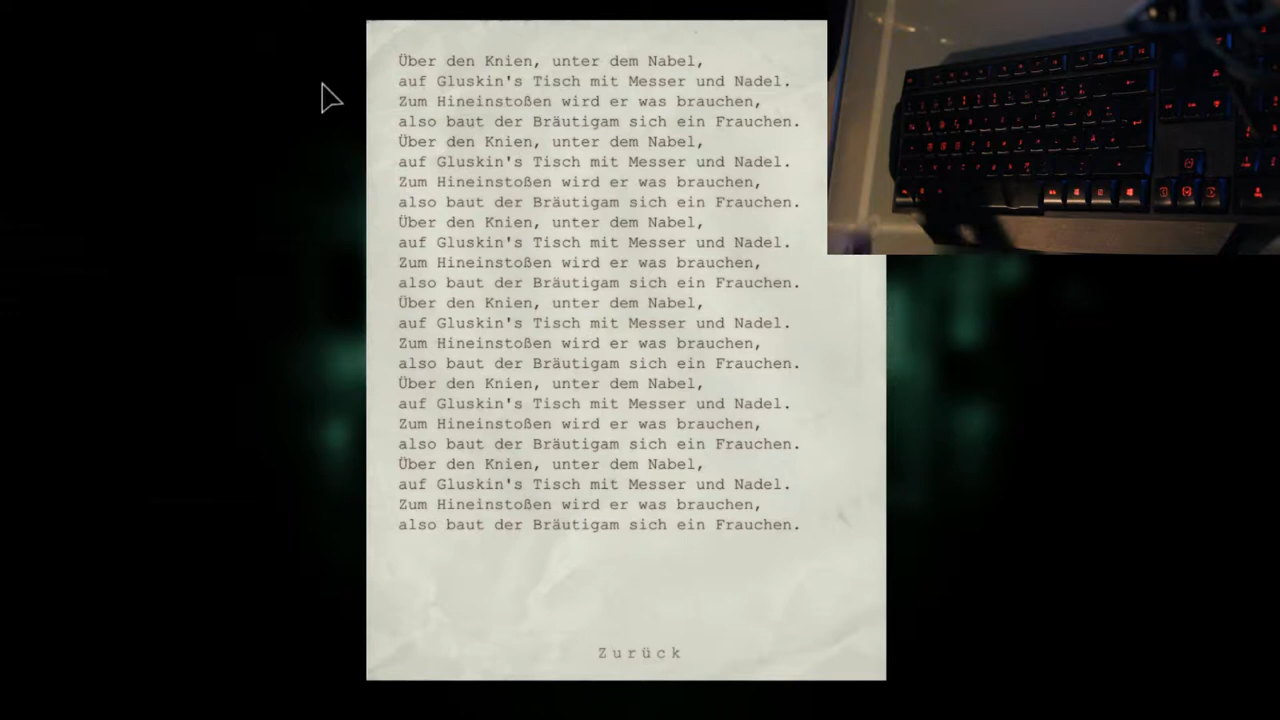 Über den Knien, unter dem Nabel,
auf Gluskin's Tisch mit Messer und Nadel.
Zum Hineinstoßen wird er was brauchen,
also baut der Bräutigam sich ein Frauchen.
Über den Knien, unter dem Nabel,
auf Gluskin's Tisch mit Messer und Nadel.
Zum Hineinstoßen wird er was brauchen,
also baut der Bräutigam sich ein Frauchen.
Über den Knien, unter dem Nabel,
auf Gluskin's Tisch mit Messer und Nadel.
Zum Hineinstoßen wird er was brauchen,
also baut der Bräutigam sich ein Frauchen.
Über den Knien, unter dem Nabel,
auf Gluskin's Tisch mit Messer und Nadel.
Zum Hineinstoßen wird er was brauchen,
also baut der Bräutigam sich ein Frauchen.
Über den Knien, unter dem Nabel,
auf Gluskin's Tisch mit Messer und Nadel.
Zum Hineinstoßen wird er was brauchen,
also baut der Bräutigam sich ein Frauchen.
Über den Knien, unter dem Nabel,
auf Gluskin's Tisch mit Messer und Nadel.
Zum Hineinstoßen wird er was brauchen,
also baut der Bräutigam sich ein Frauchen.
Zurück